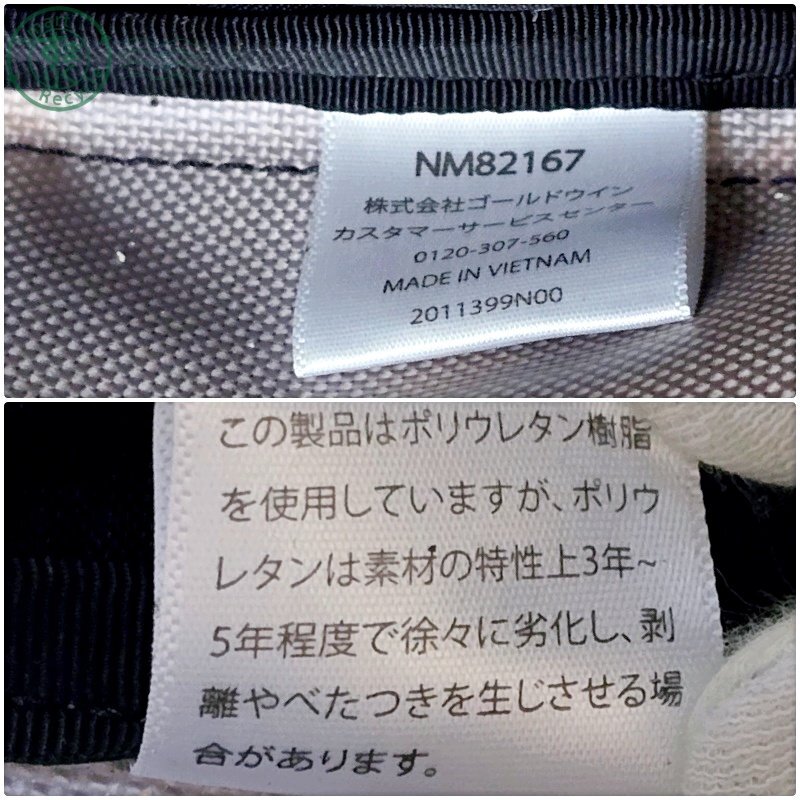 ReCy
NM82167
株式会社ゴールドウイン
カスタマーサービスセンター
0120-307-560
MADE IN VIETNAM
2011399N00
この製品はポリウレタン樹脂
を使用していますが、ポリウ
レタンは素材の特性上3年~
5年程度で徐々に劣化し、剥
離やべたつきを生じさせる場
合があります。